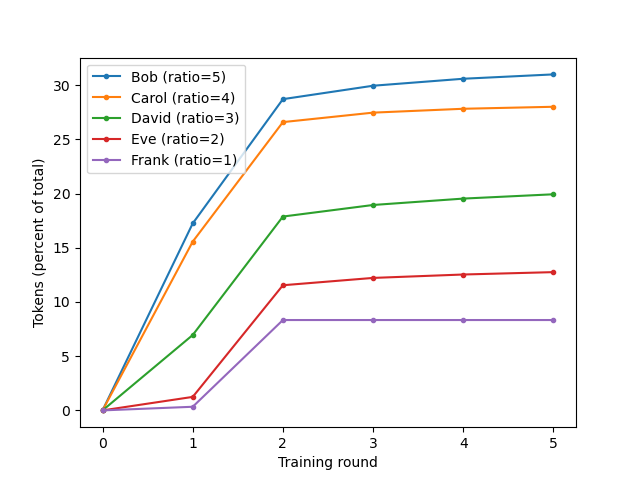 Bob (ratio=5)
Carol (ratio=4)
David (ratio=3)
Eve (ratio=2)
Frank (ratio=1)
Tokens (percent of total)
30
25
20
15
10
5
0
0 1 2 3 4 5
Training round